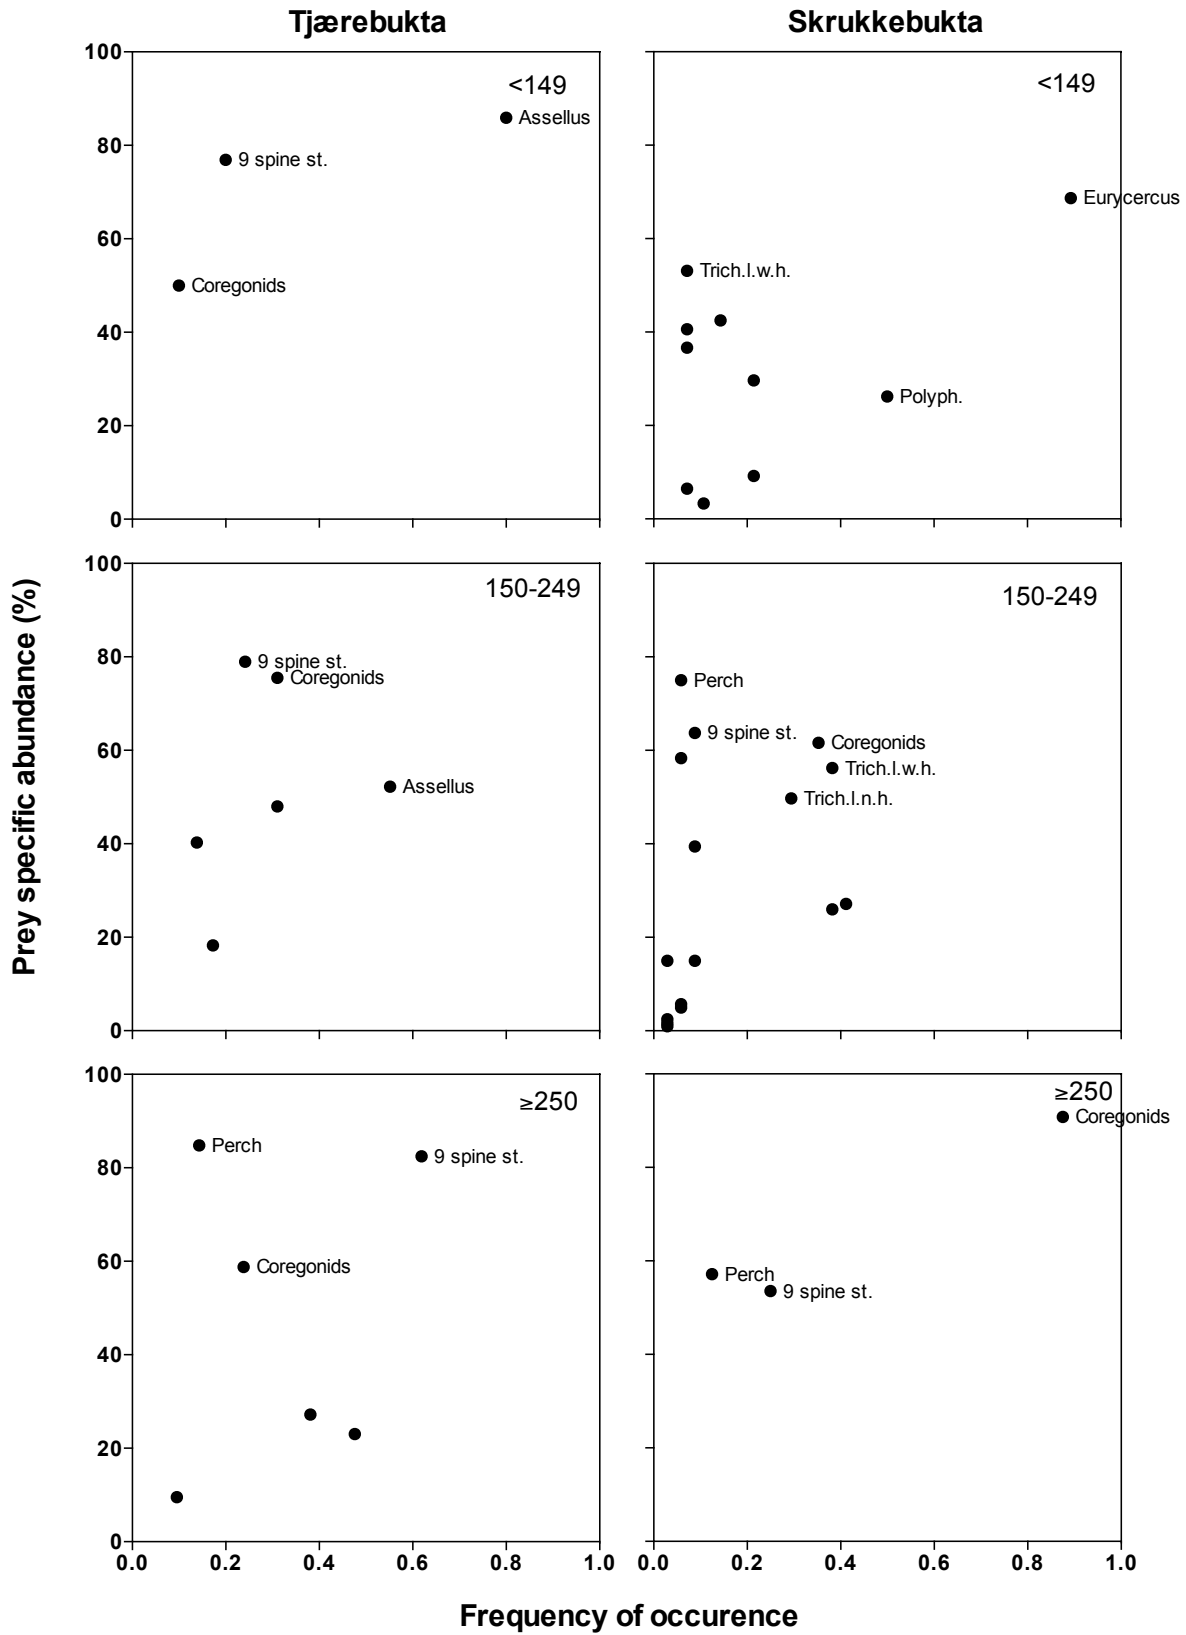 Tjærebukta
Skrukkebukta
100
80
60
40
20
0
<149
Assellus
9 spine st.
Coregonids
<149
Eurycercus
Trich.l.w.h.
Polyph.
Prey specific abundance (%)
100
80
60
40
20
0
150-249
9 spine st.
Coregonids
Assellus
150-249
Perch
9 spine st.
Coregonids
Trich.l.w.h.
Trich.l.n.h.
100
80
60
40
20
0
≥250
Perch
9 spine st.
Coregonids
0.0 0.2 0.4 0.6 0.8 1.0
≥250
Coregonids
Perch
9 spine st.
0.0 0.2 0.4 0.6 0.8 1.0
Frequency of occurence